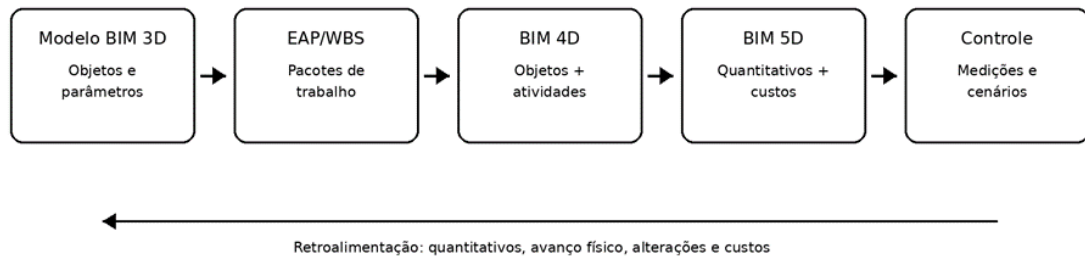 Modelo BIM 3D
Objetos e
parâmetros
EAP/WBS
Pacotes de
trabalho
BIM 4D
Objetos +
atividades
BIM 5D
Quantitativos +
custos
Controle
Medições e
cenários
Retroalimentação: quantitativos, avanço físico, alterações e custos